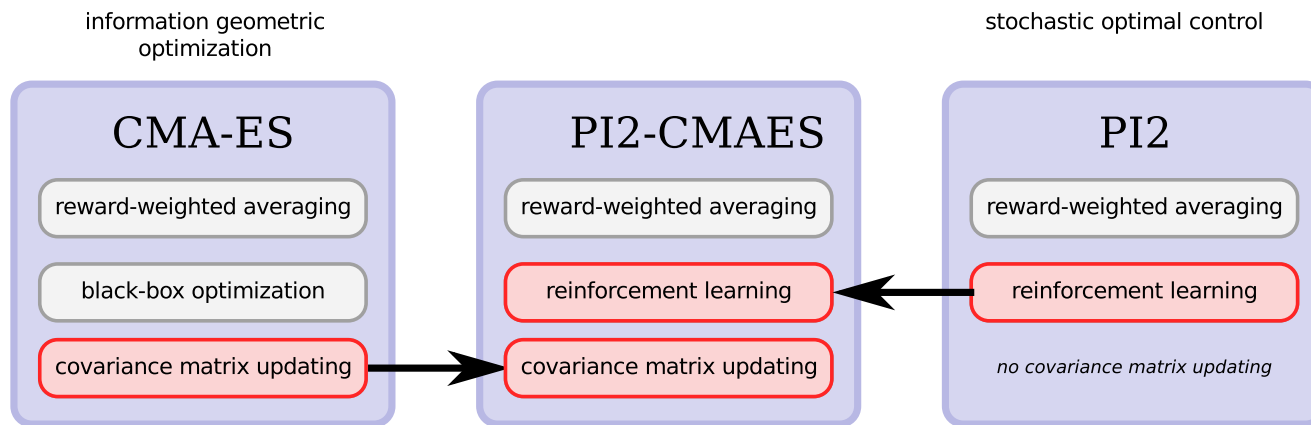 information geometric
optimization
stochastic optimal control
CMA-ES
reward-weighted averaging
black-box optimization
covariance matrix updating
PI2-CMAES
reward-weighted averaging
reinforcement learning
covariance matrix updating
PI2
reward-weighted averaging
reinforcement learning
no covariance matrix updating